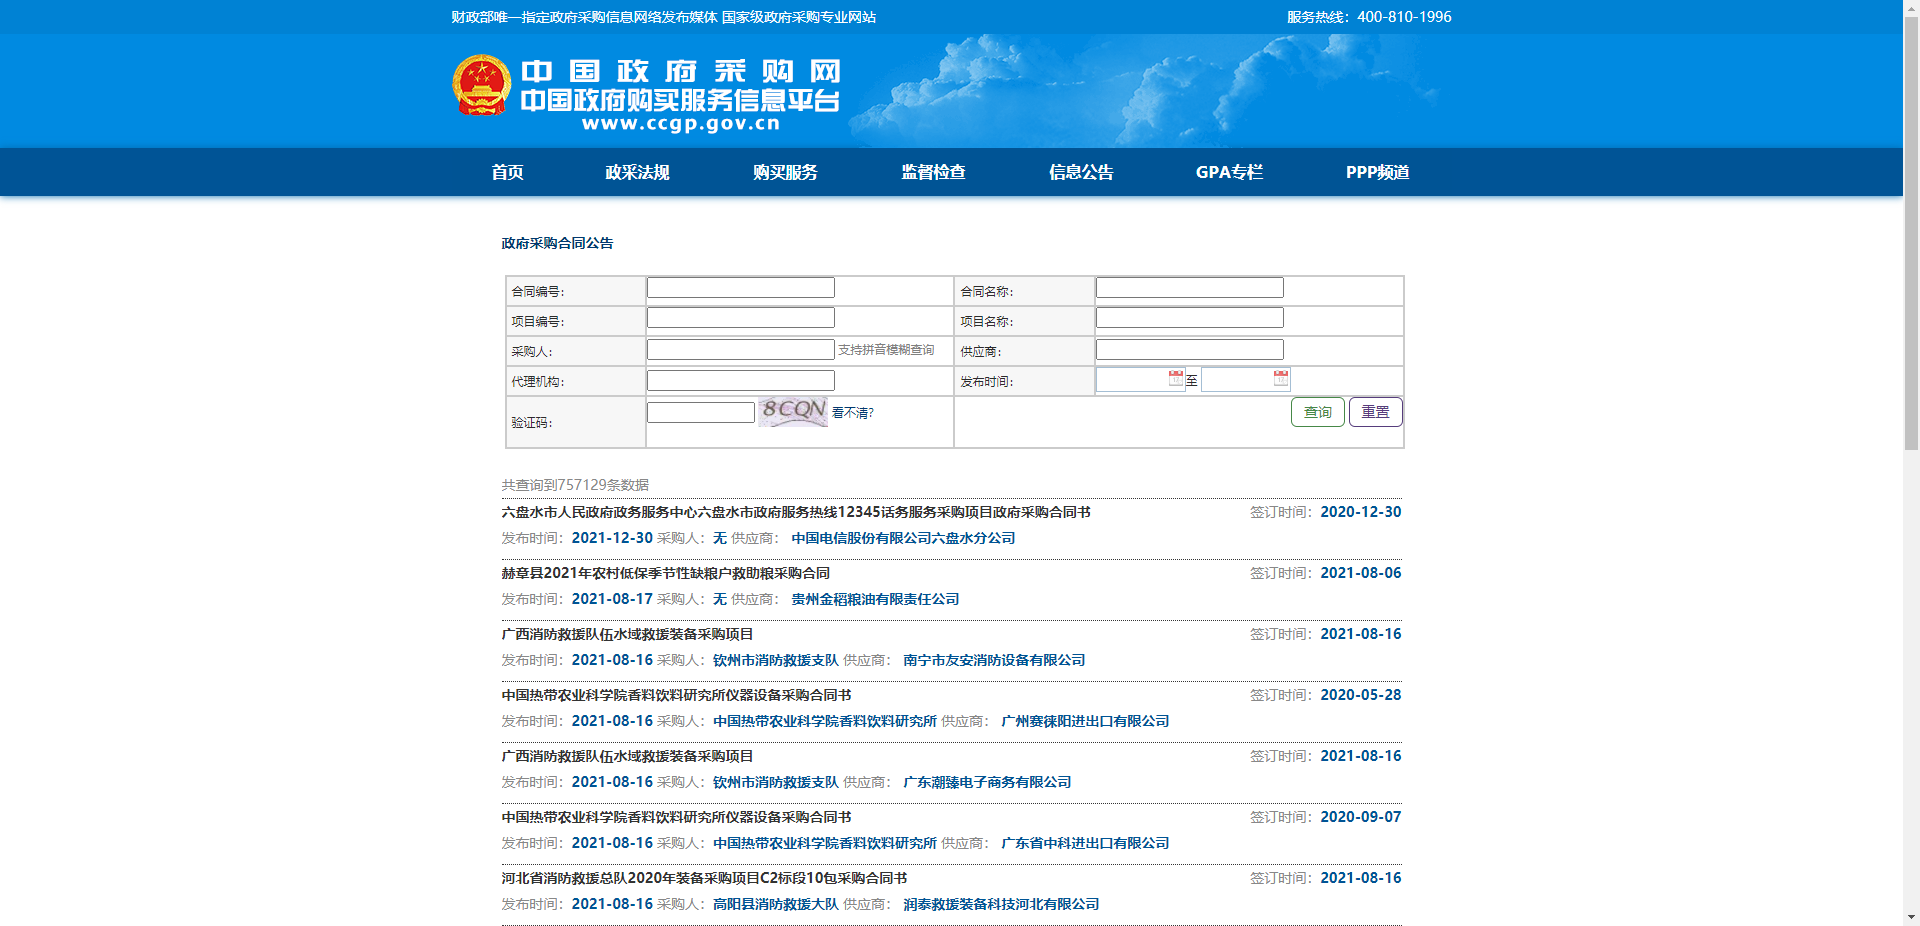 财政部唯一指定政府采购信息网络发布媒体 国家级政府采购专业网站
服务热线：400-810-1996
中国政府采购网
中国政府购买服务信息平台
www.ccgp.gov.cn
首页 政采法规 购买服务 监督检查 信息公告 GPA专栏 PPP频道
政府采购合同公告
合同编号： 合同名称：
项目编号： 项目名称：
采购人： 支持拼音模糊查询 供应商：
代理机构： 发布时间： 至
验证码： 8CQN 看不清? 查询 重置
共查询到757129条数据
六盘水市人民政府政务服务中心六盘水市政府服务热线12345话务服务采购项目政府采购合同书 签订时间：2020-12-30
发布时间：2021-12-30 采购人：无 供应商： 中国电信股份有限公司六盘水分公司
赫章县2021年农村低保季节性缺粮户救助粮采购合同 签订时间：2021-08-06
发布时间：2021-08-17 采购人：无 供应商： 贵州金稻粮油有限责任公司
广西消防救援队伍水域救援装备采购项目 签订时间：2021-08-16
发布时间：2021-08-16 采购人：钦州市消防救援支队 供应商： 南宁市友安消防设备有限公司
中国热带农业科学院香料饮料研究所仪器设备采购合同书 签订时间：2020-05-28
发布时间：2021-08-16 采购人：中国热带农业科学院香料饮料研究所 供应商： 广州赛徕阳进出口有限公司
广西消防救援队伍水域救援装备采购项目 签订时间：2021-08-16
发布时间：2021-08-16 采购人：钦州市消防救援支队 供应商： 广东潮臻电子商务有限公司
中国热带农业科学院香料饮料研究所仪器设备采购合同书 签订时间：2020-09-07
发布时间：2021-08-16 采购人：中国热带农业科学院香料饮料研究所 供应商： 广东省中科进出口有限公司
河北省消防救援总队2020年装备采购项目C2标段10包采购合同书 签订时间：2021-08-16
发布时间：2021-08-16 采购人：高阳县消防救援大队 供应商： 润泰救援装备科技河北有限公司